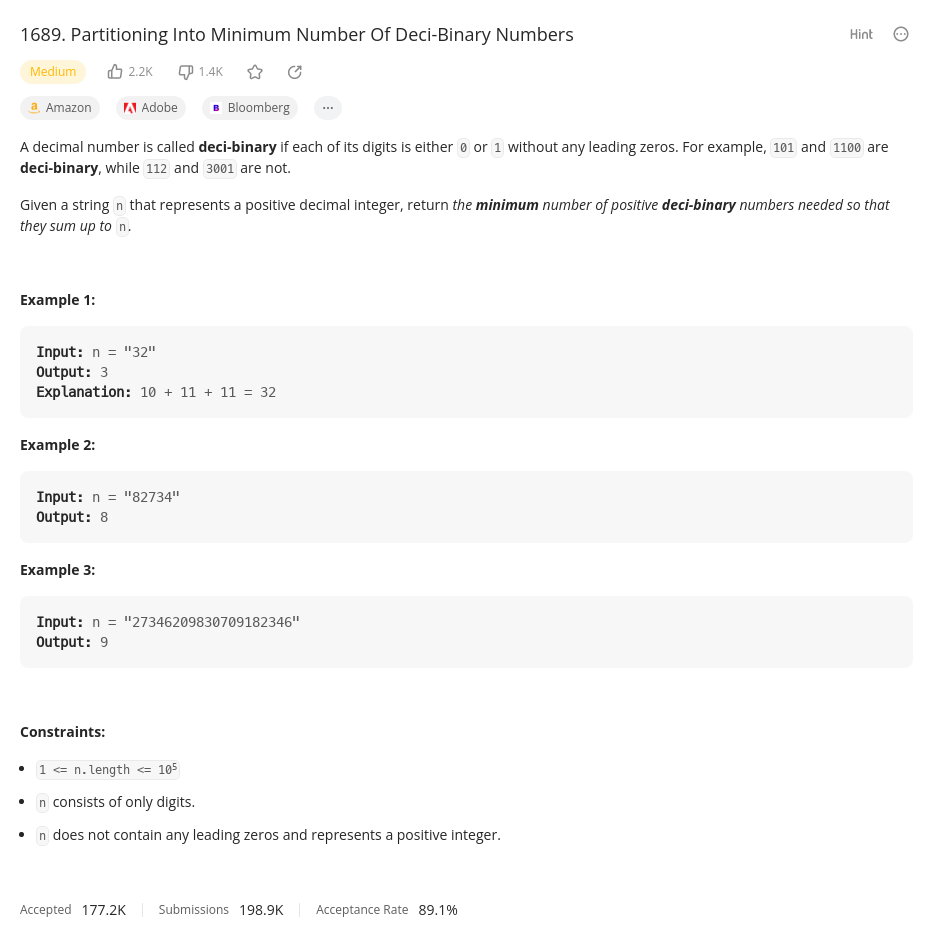 1689. Partitioning Into Minimum Number Of Deci-Binary Numbers Hint
Medium 2.2K 1.4K
Amazon Adobe Bloomberg ...
A decimal number is called deci-binary if each of its digits is either 0 or 1 without any leading zeros. For example, 101 and 1100 are
deci-binary, while 112 and 3001 are not.
Given a string n that represents a positive decimal integer, return the minimum number of positive deci-binary numbers needed so that
they sum up to n.
Example 1:
Input: n = "32"
Output: 3
Explanation: 10 + 11 + 11 = 32
Example 2:
Input: n = "82734"
Output: 8
Example 3:
Input: n = "27346209830709182346"
Output: 9
Constraints:
• 1 <= n.length <= 10⁵
• n consists of only digits.
• n does not contain any leading zeros and represents a positive integer.
Accepted 177.2K Submissions 198.9K Acceptance Rate 89.1%